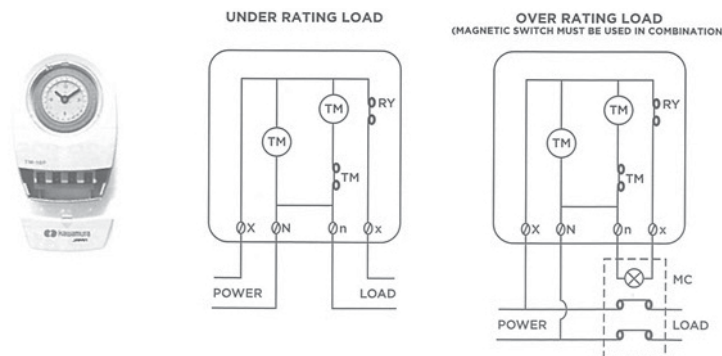 UNDER RATING LOAD
TM
TM
RY
TM
X
N
n
x
POWER
LOAD
OVER RATING LOAD
(MAGNETIC SWITCH MUST BE USED IN COMBINATION
TM
TM
RY
TM
X
N
n
x
MC
POWER
LOAD
kawamura
JAPAN